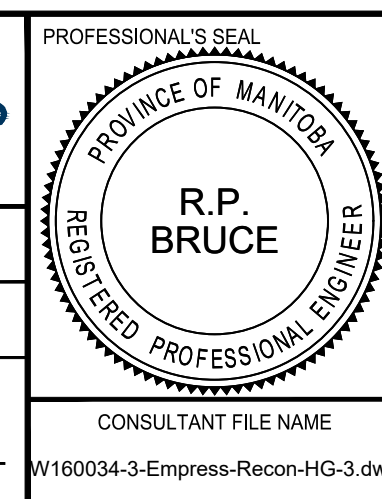 PROFESSIONAL'S SEAL
PROVINCE OF MANITOBA
R.P.
BRUCE
REGISTERED PROFESSIONAL ENGINEER
CONSULTANT FILE NAME
W160034-3-Empress-Recon-HG-3.dw